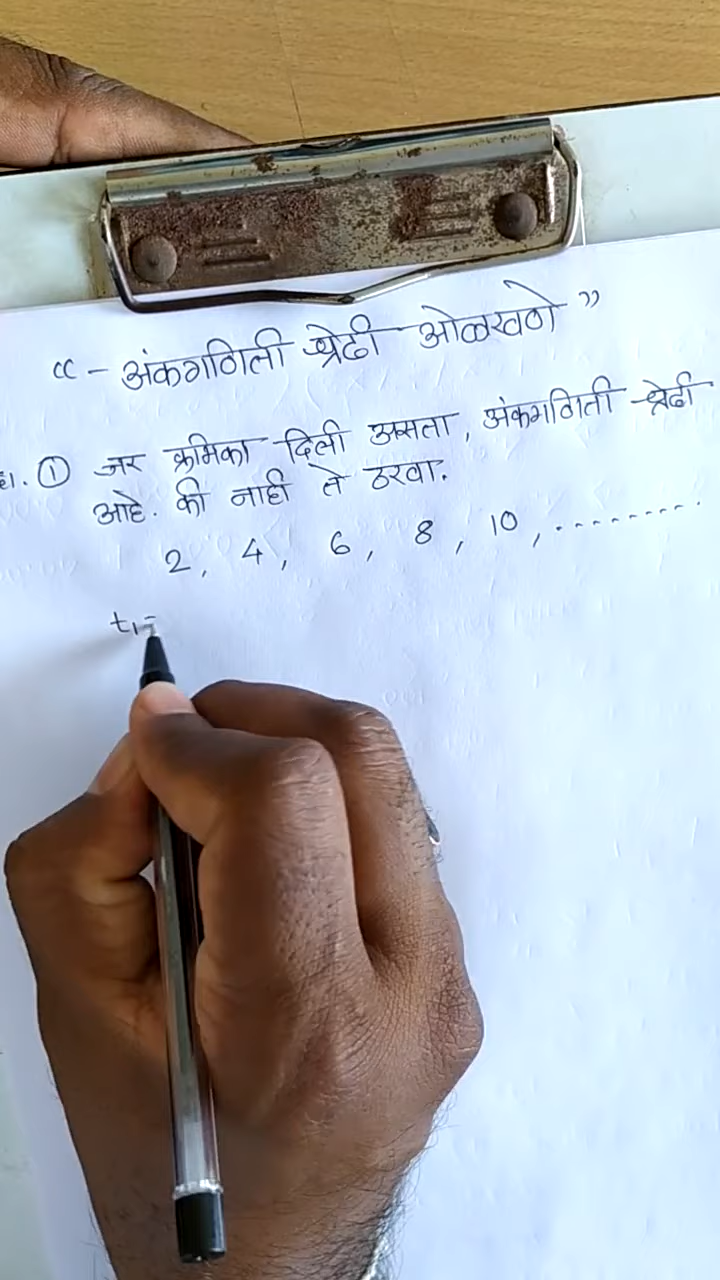 “ - अंकगणिती श्रेढी ओळखणे ”
उदा. ① जर क्रमिका दिली असता, अंकगणिती श्रेढी
आहे. की नाही ते ठरवा.
2, 4, 6, 8, 10, ........
t₁=